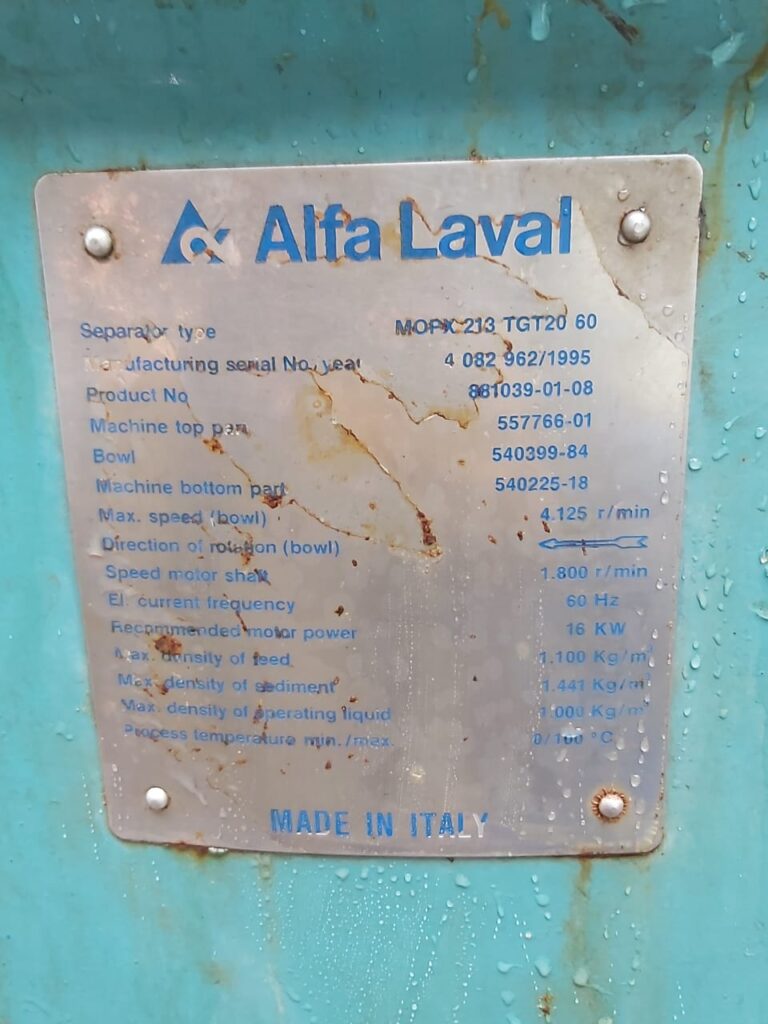 Alfa Laval
Separator type MOPX 213 TGT20 60
Manufacturing serial No., year 4 082 962/1995
Product No 881039-01-08
Machine top part 557766-01
Bowl 540399-84
Machine bottom part 540225-18
Max. speed (bowl) 4.125 r/min
Direction of rotation (bowl)
Speed motor shaft 1.800 r/min
El. current frequency 60 Hz
Recommended motor power 16 KW
Max. density of feed 1.100 Kg/m³
Max. density of sediment 1.441 Kg/m³
Max. density of operating liquid 1.000 Kg/m³
Process temperature min./max. 0/100 °C
MADE IN ITALY